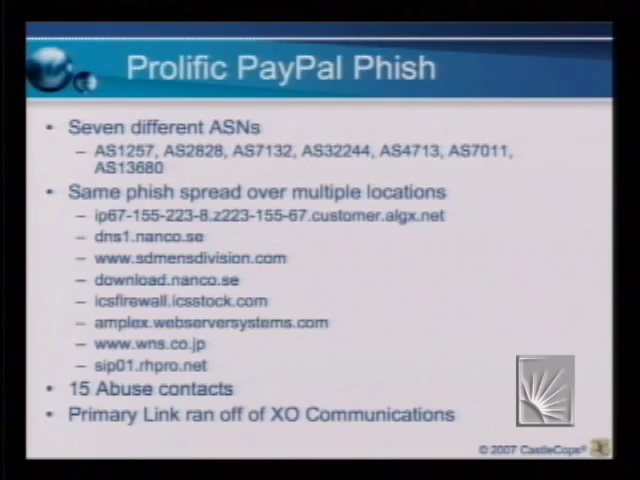 Prolific PayPal Phish
• Seven different ASNs
– AS1257, AS2828, AS7132, AS32244, AS4713, AS7011,
AS13680
• Same phish spread over multiple locations
– ip67-155-223-8.z223-155-67.customer.algx.net
– dns1.nanco.se
– www.sdmensdivision.com
– download.nanco.se
– icsfirewall.icsstock.com
– amplex.webserversystems.com
– www.wns.co.jp
– sip01.rhpro.net
• 15 Abuse contacts
• Primary Link ran off of XO Communications
© 2007 CastleCops®